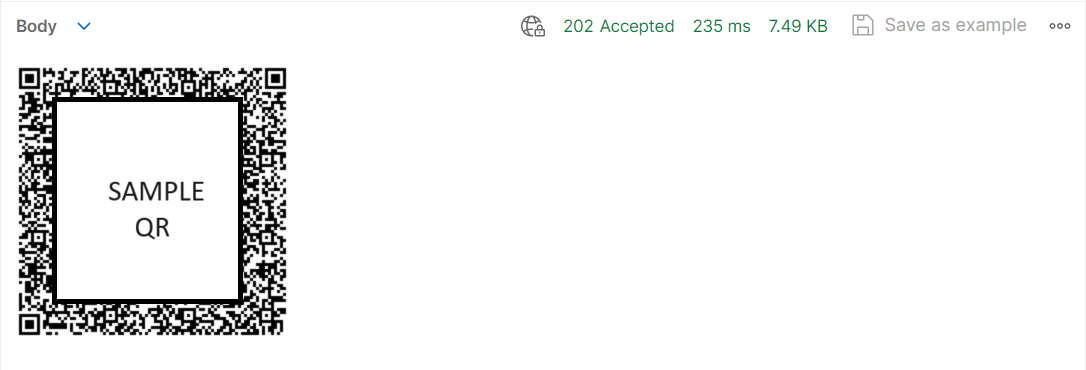 Body 202 Accepted 235 ms 7.49 KB Save as example
SAMPLE
QR